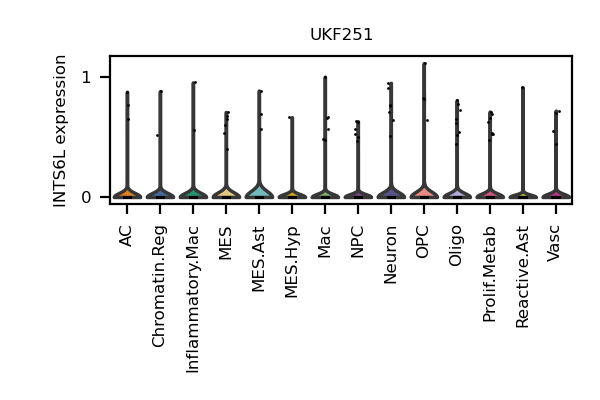 UKF251
INTS6L expression
1
0
AC
Chromatin.Reg
Inflammatory.Mac
MES
MES.Ast
MES.Hyp
Mac
NPC
Neuron
OPC
Oligo
Prolif.Metab
Reactive.Ast
Vasc